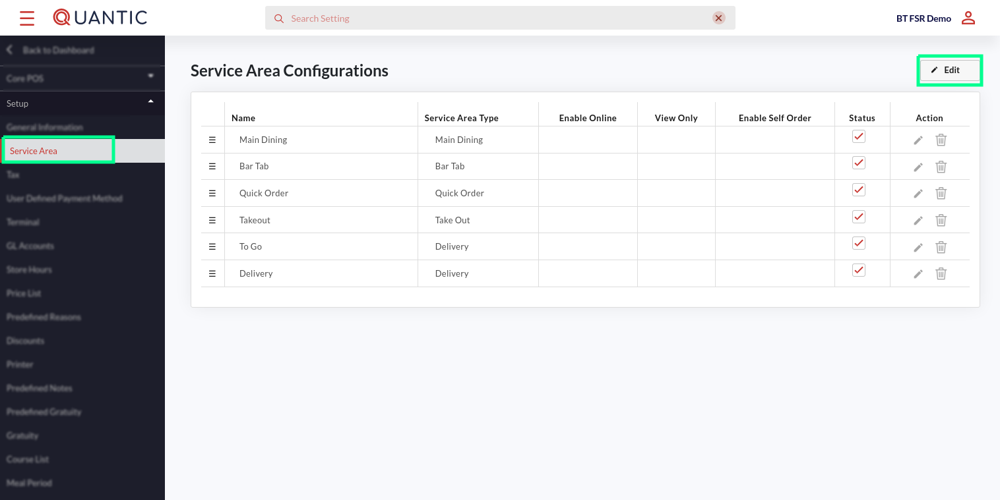 QUANTIC
Search Setting
BT FSR Demo
Back to Dashboard
Core POS
Setup
General Information
Service Area
Tax
User Defined Payment Method
Terminal
GL Accounts
Store Hours
Price List
Predefined Reasons
Discounts
Printer
Predefined Notes
Predefined Gratuity
Gratuity
Course List
Meal Period
Service Area Configurations
Edit
Name Service Area Type Enable Online View Only Enable Self Order Status Action
Main Dining Main Dining
Bar Tab Bar Tab
Quick Order Quick Order
Takeout Take Out
To Go Delivery
Delivery Delivery